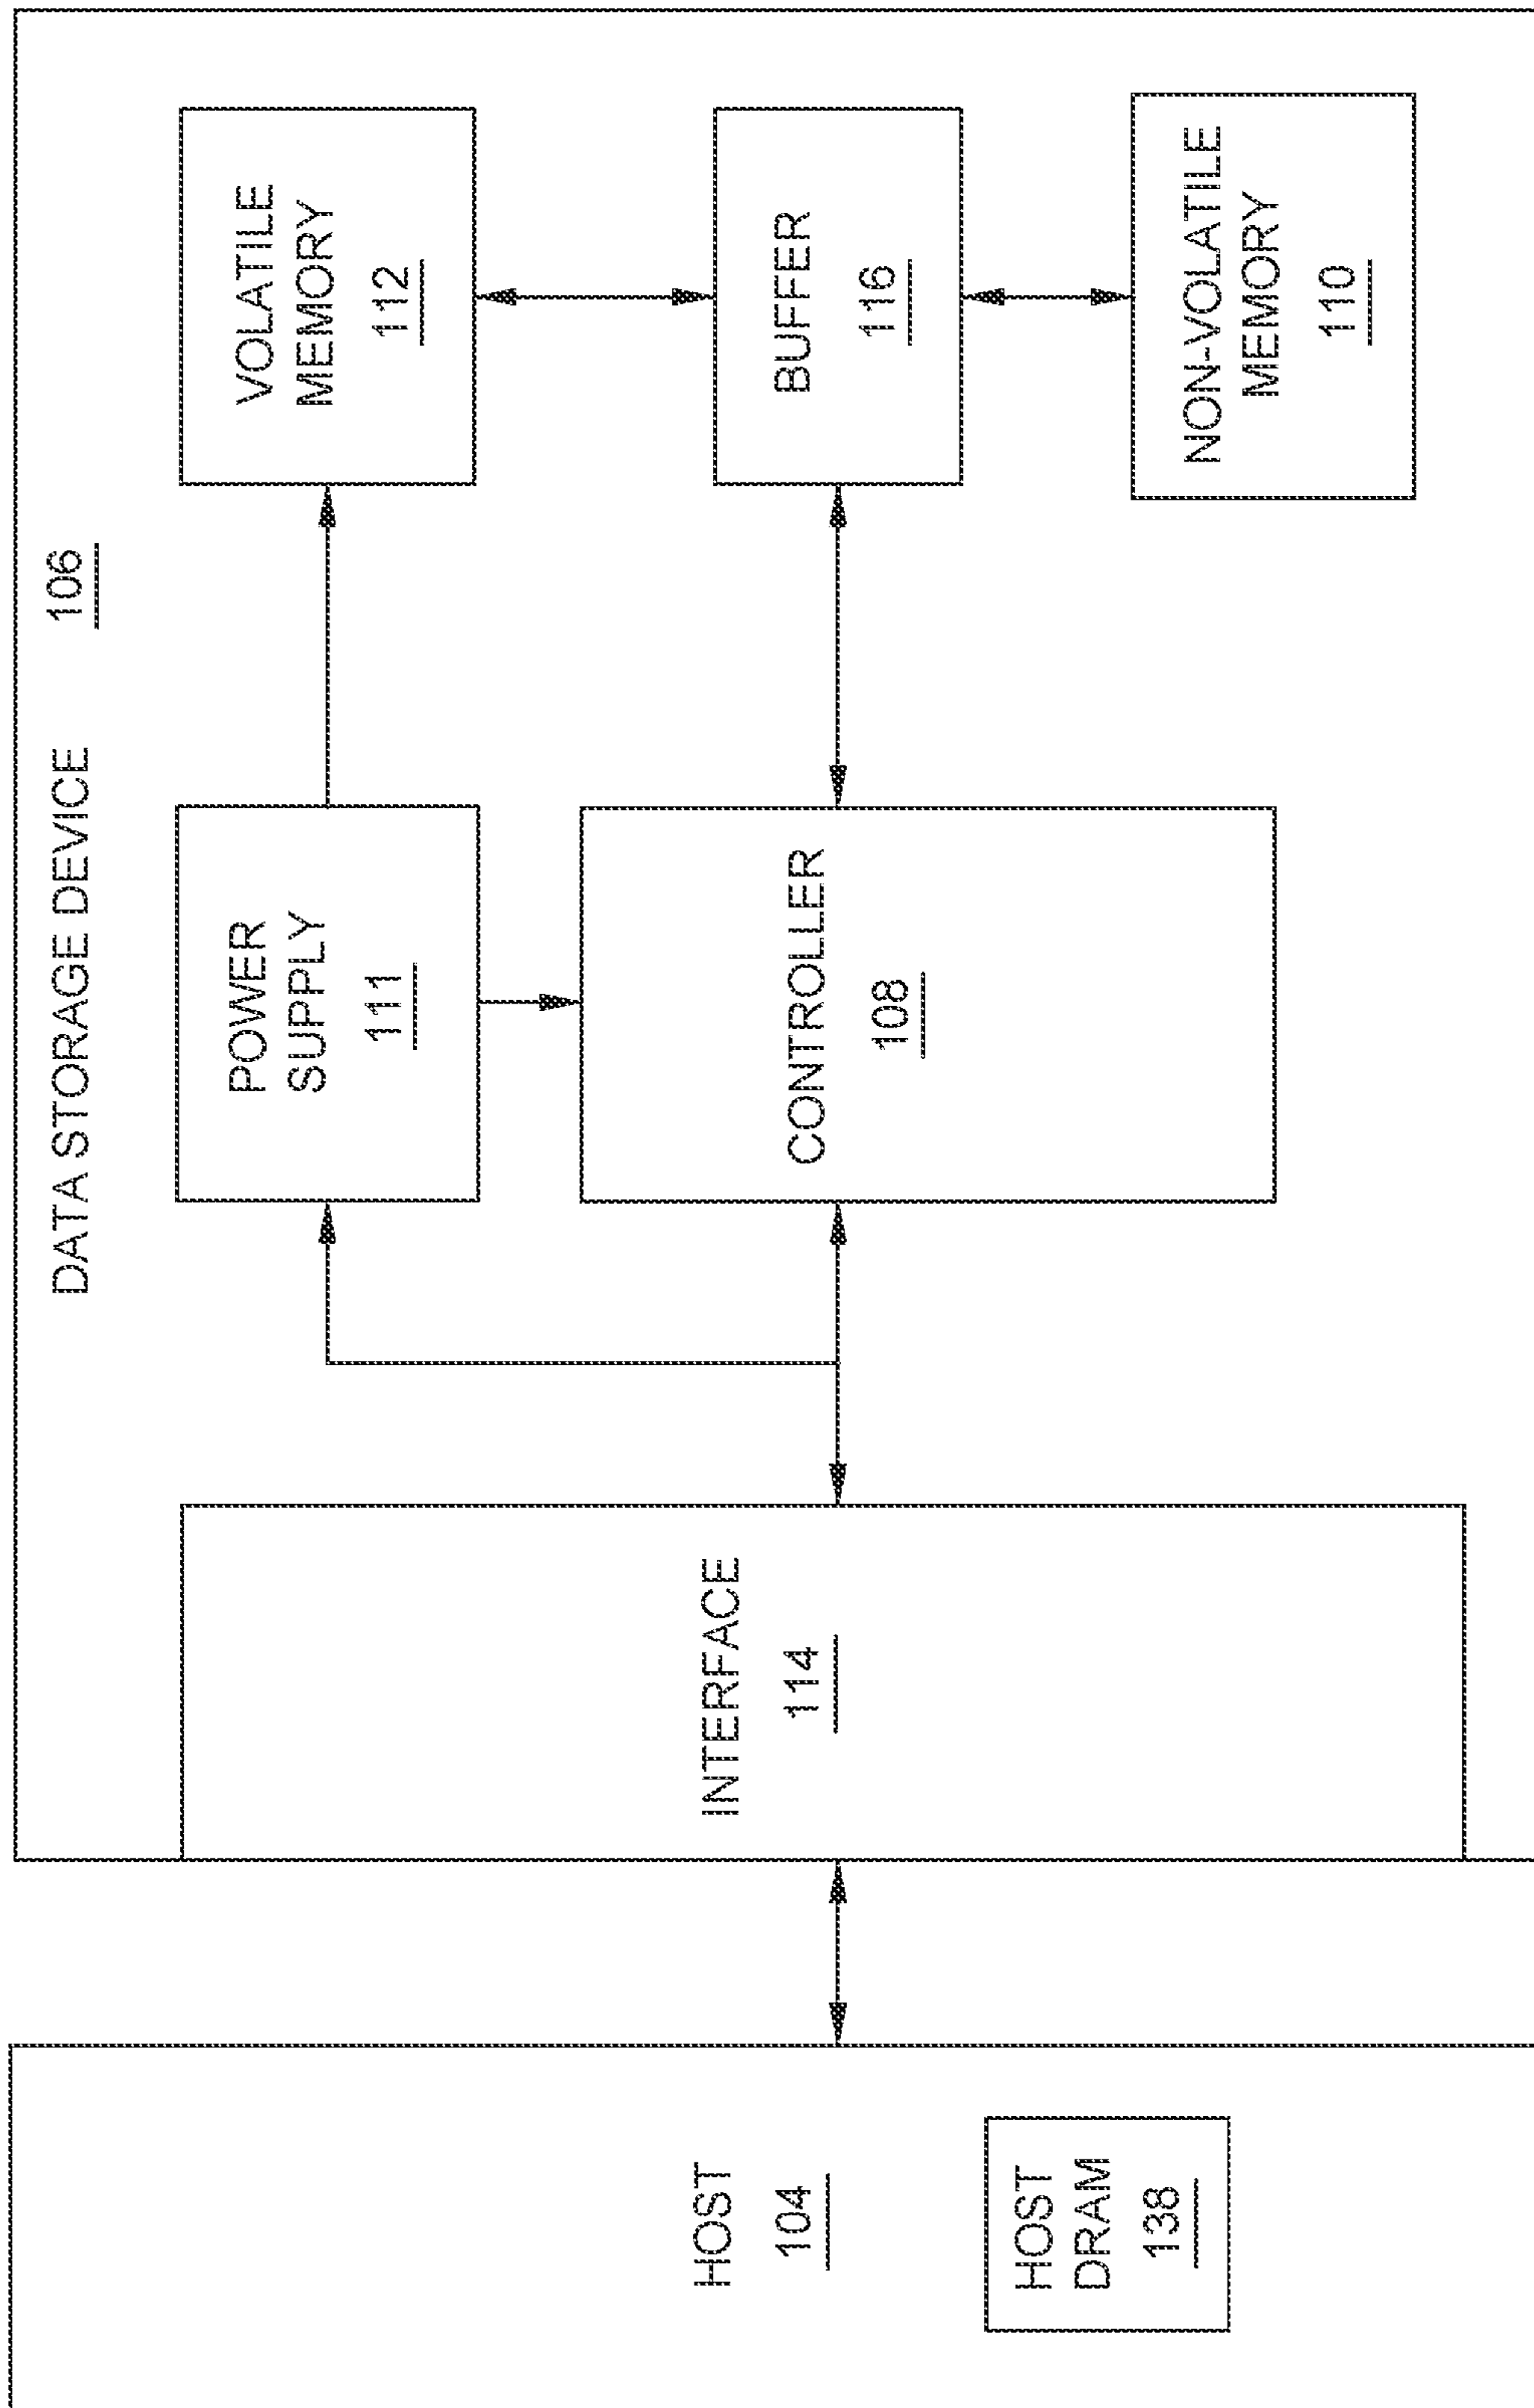 DATA STORAGE DEVICE 106
HOST
104
HOST
DRAM
138
INTERFACE
114
POWER
SUPPLY
111
CONTROLLER
108
VOLATILE
MEMORY
112
BUFFER
116
NON-VOLATILE
MEMORY
110